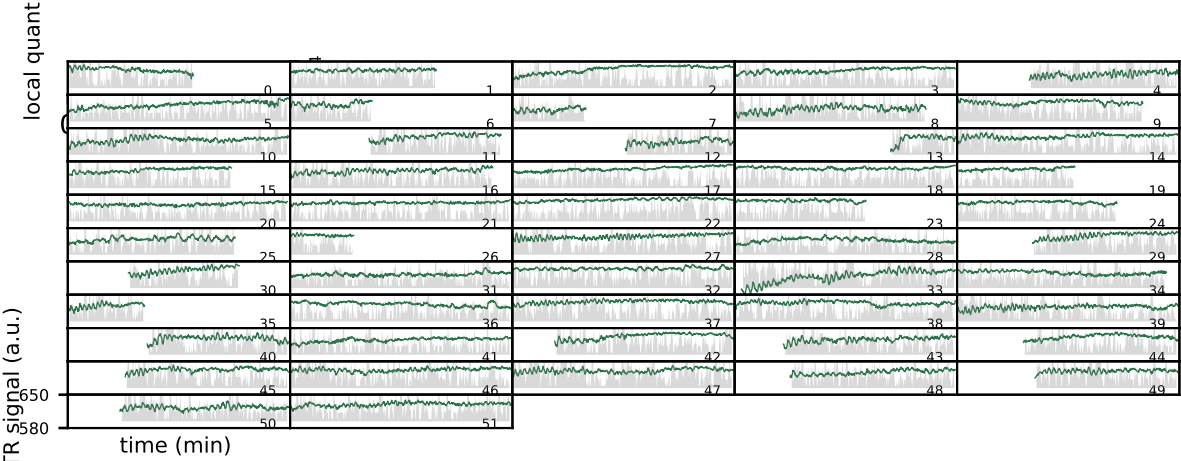 local quant
0 1 2 3 4
5 6 7 8 9
10 11 12 13 14
15 16 17 18 19
20 21 22 23 24
25 26 27 28 29
30 31 32 33 34
35 36 37 38 39
40 41 42 43 44
45 46 47 48 49
50 51
TR signal (a.u.)
650
580
time (min)